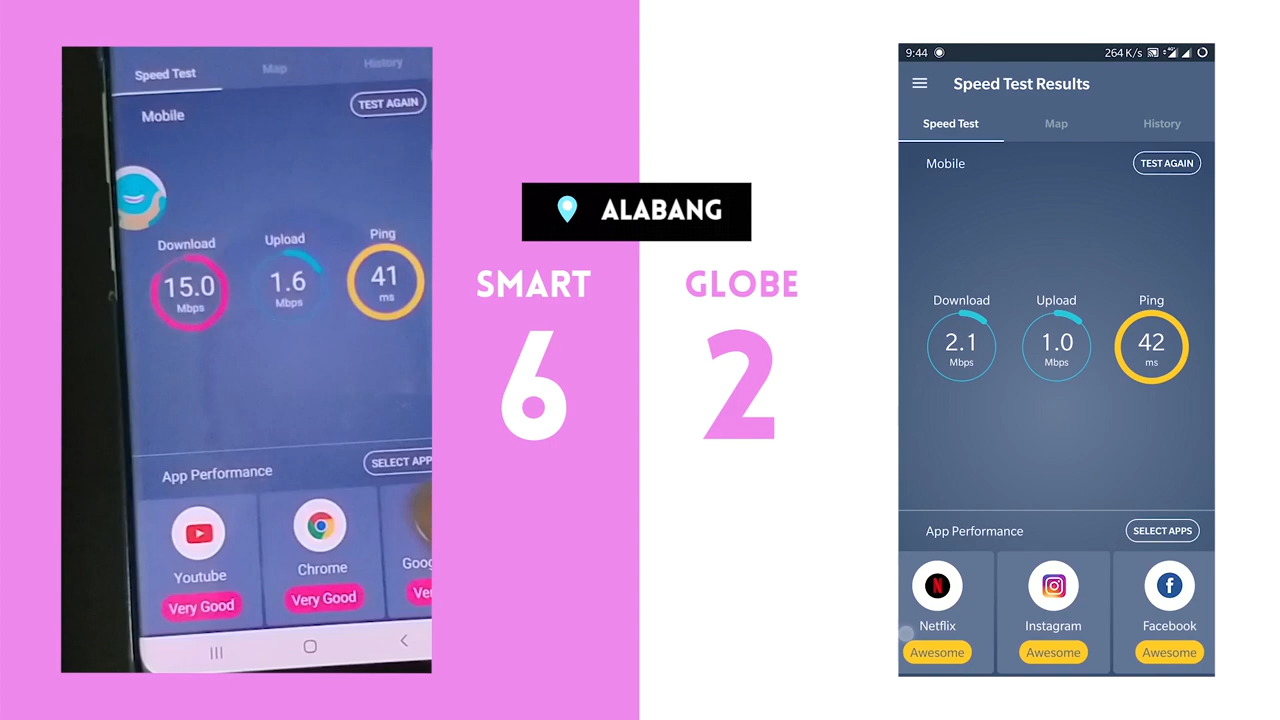 Speed Test Map History
Mobile TEST AGAIN
Download Upload Ping
15.0 1.6 41
Mbps Mbps ms
App Performance SELECT APP
Youtube Chrome Goog
Very Good Very Good Ve
ALABANG
SMART GLOBE
6 2
9:44 264 K/s 4G
Speed Test Results
Speed Test Map History
Mobile TEST AGAIN
Download Upload Ping
2.1 1.0 42
Mbps Mbps ms
App Performance SELECT APPS
N f
Netflix Instagram Facebook
Awesome Awesome Awesome